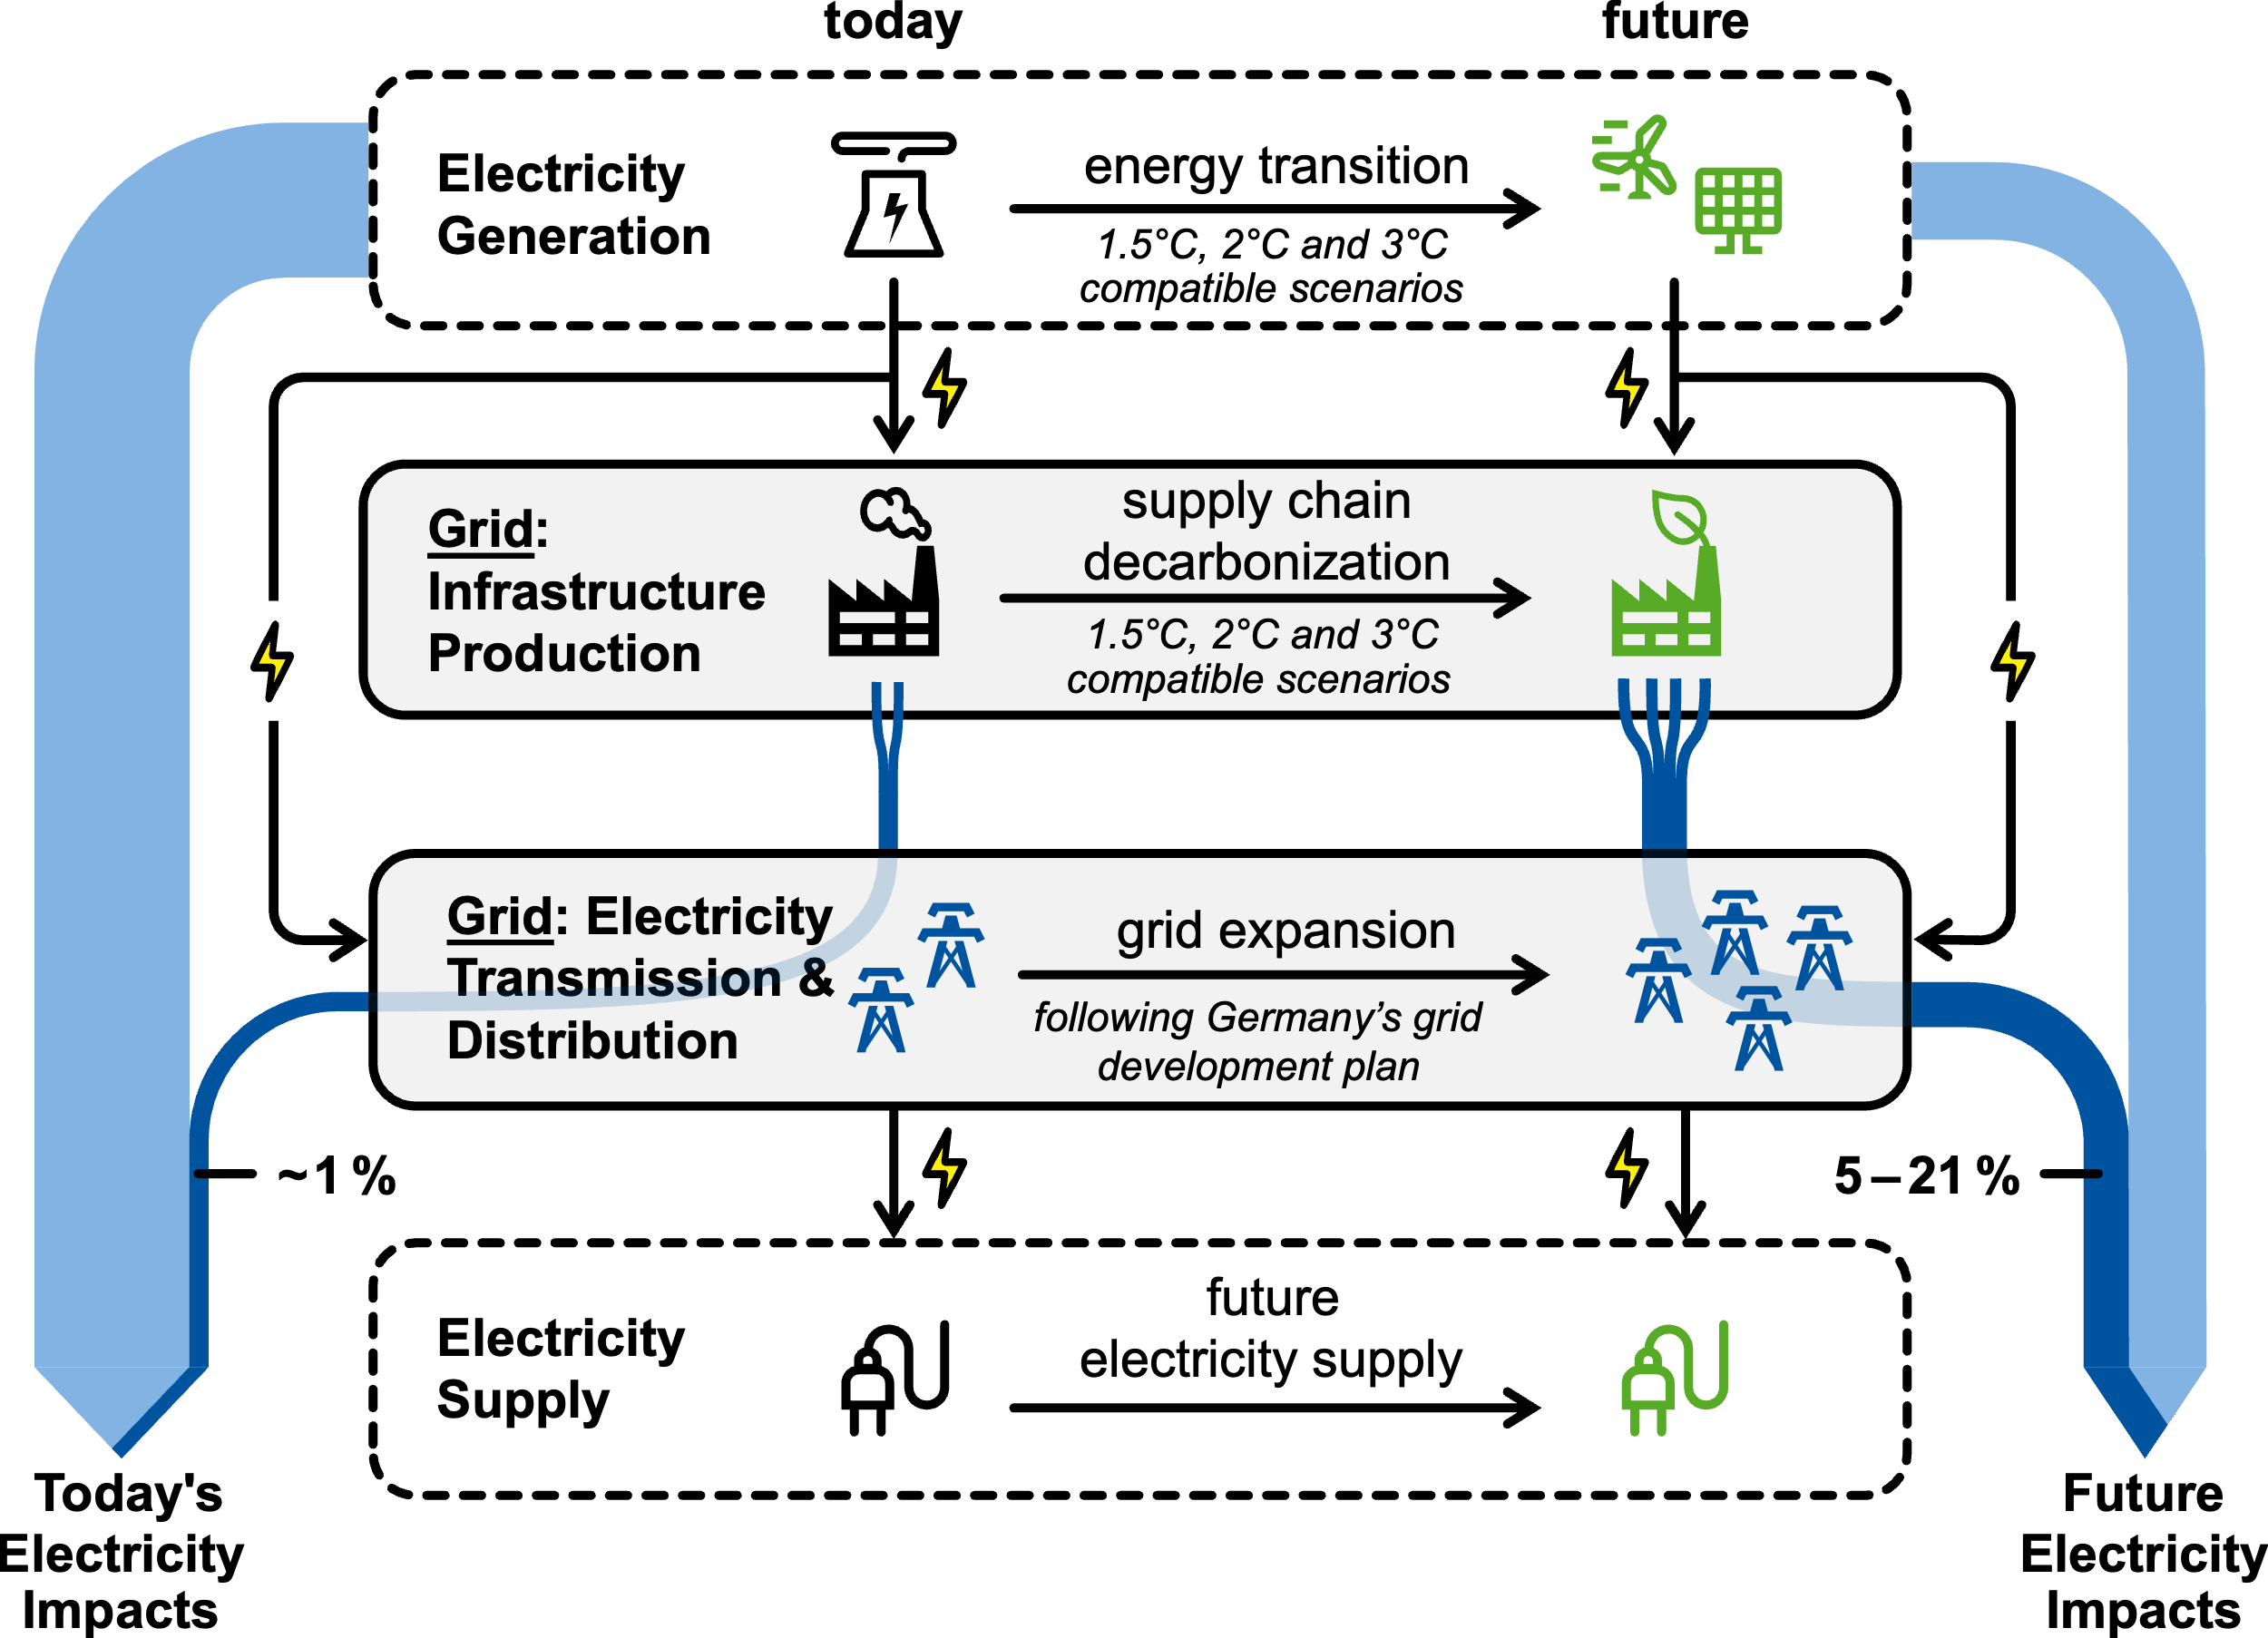 today
future
Electricity
Generation
energy transition
1.5°C, 2°C and 3°C
compatible scenarios
Grid:
Infrastructure
Production
supply chain
decarbonization
1.5°C, 2°C and 3°C
compatible scenarios
Grid: Electricity
Transmission &
Distribution
grid expansion
following Germany's grid
development plan
~1 %
5 – 21 %
Electricity
Supply
future
electricity supply
Today's
Electricity
Impacts
Future
Electricity
Impacts